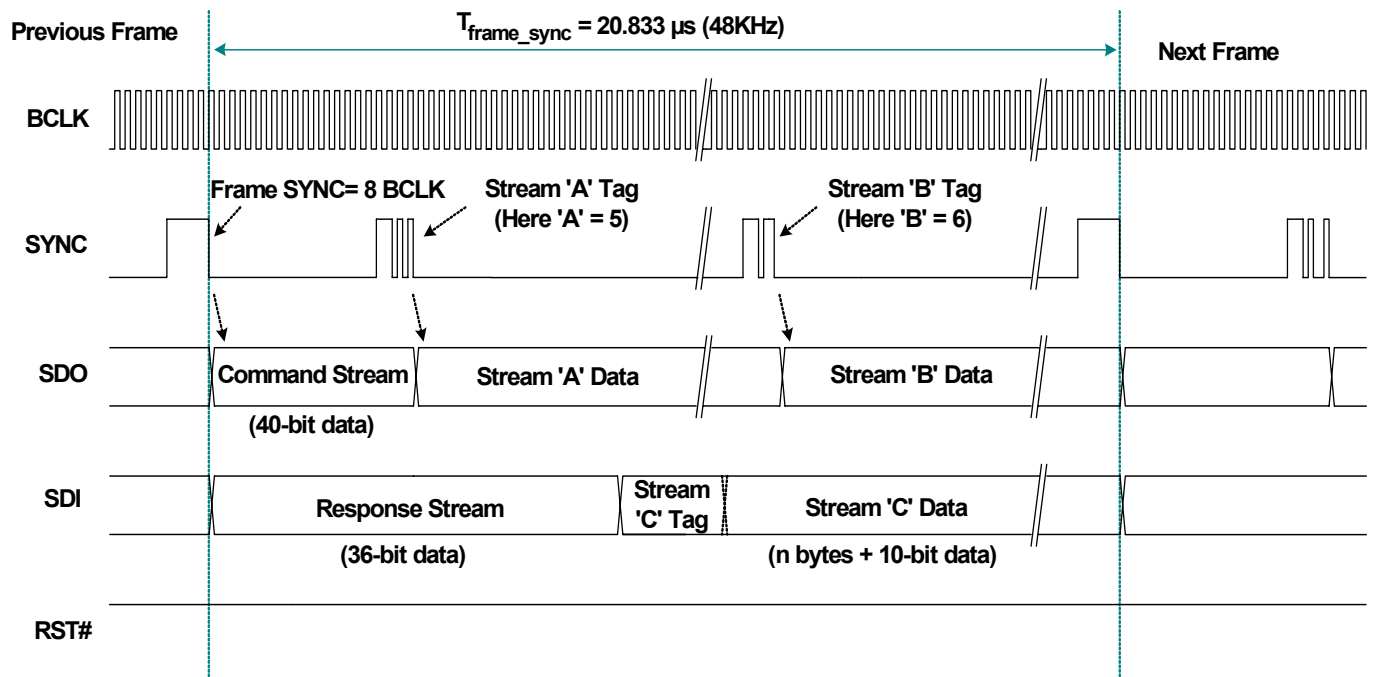 T_frame_sync = 20.833 µs (48KHz)
Previous Frame
Next Frame
BCLK
Frame SYNC= 8 BCLK
Stream 'A' Tag
(Here 'A' = 5)
Stream 'B' Tag
(Here 'B' = 6)
SYNC
SDO
Command Stream
Stream 'A' Data
Stream 'B' Data
(40-bit data)
SDI
Response Stream
Stream
'C' Tag
Stream 'C' Data
(36-bit data)
(n bytes + 10-bit data)
RST#